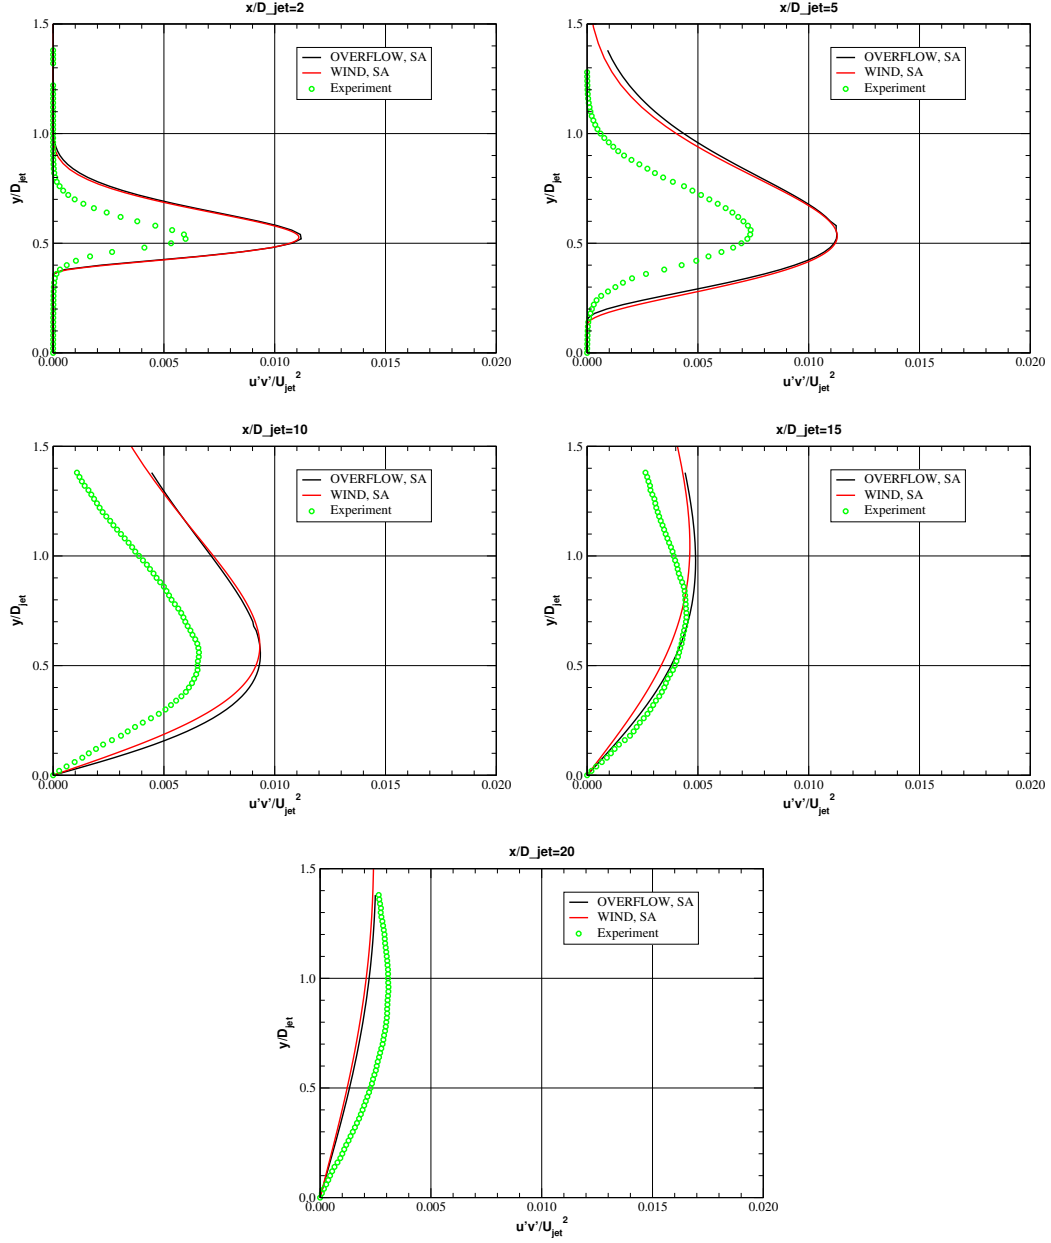 x/D_jet=2
1.5
1.0
0.5
0.0
y/D_jet
OVERFLOW, SA
WIND, SA
Experiment
0.000 0.005 0.010 0.015 0.020
u'v'/U_jet^2
x/D_jet=5
1.5
1.0
0.5
0.0
y/D_jet
OVERFLOW, SA
WIND, SA
Experiment
0.000 0.005 0.010 0.015 0.020
u'v'/U_jet^2
x/D_jet=10
1.5
1.0
0.5
0.0
y/D_jet
OVERFLOW, SA
WIND, SA
Experiment
0.000 0.005 0.010 0.015 0.020
u'v'/U_jet^2
x/D_jet=15
1.5
1.0
0.5
0.0
y/D_jet
OVERFLOW, SA
WIND, SA
Experiment
0.000 0.005 0.010 0.015 0.020
u'v'/U_jet^2
x/D_jet=20
1.5
1.0
0.5
0.0
y/D_jet
OVERFLOW, SA
WIND, SA
Experiment
0.000 0.005 0.010 0.015 0.020
u'v'/U_jet^2